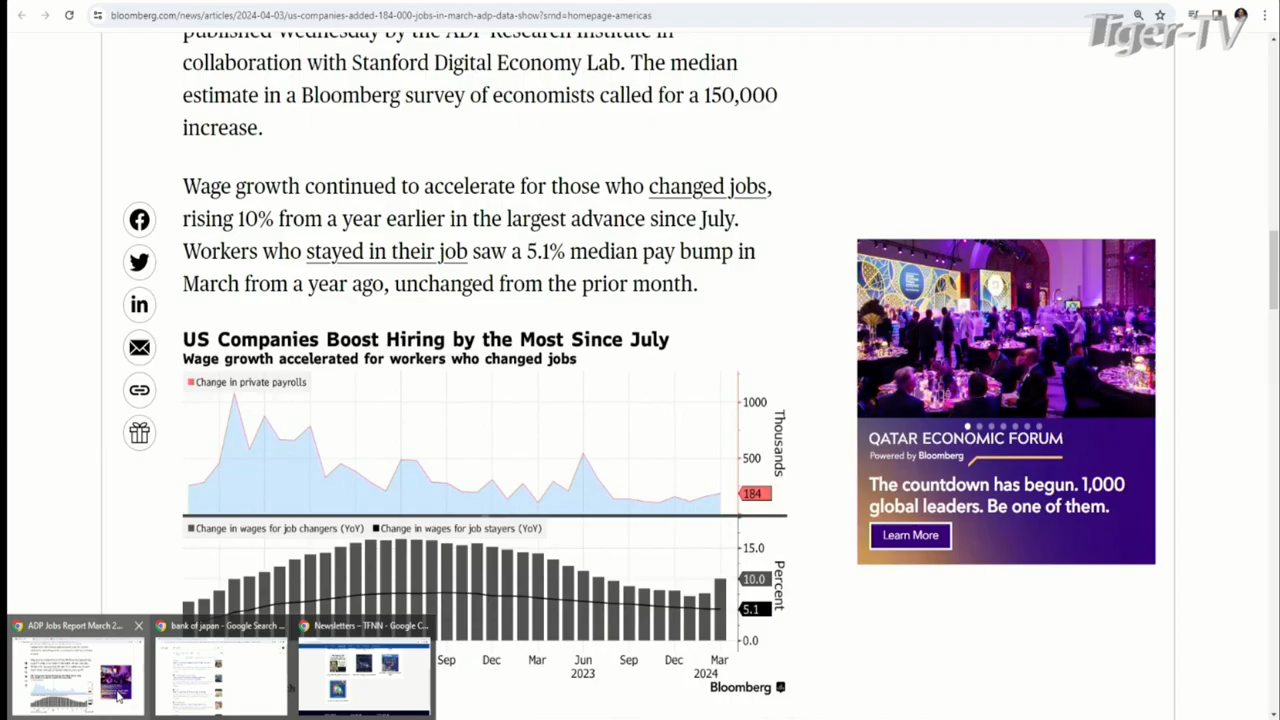 bloomberg.com/news/articles/2024-04-03/us-companies-added-184-000-jobs-in-march-adp-data-show?srnd=homepage-americas
Tiger-TV
published Wednesday by the ADP Research Institute in
collaboration with Stanford Digital Economy Lab. The median
estimate in a Bloomberg survey of economists called for a 150,000
increase.
Wage growth continued to accelerate for those who changed jobs,
rising 10% from a year earlier in the largest advance since July.
Workers who stayed in their job saw a 5.1% median pay bump in
March from a year ago, unchanged from the prior month.
US Companies Boost Hiring by the Most Since July
Wage growth accelerated for workers who changed jobs
Change in private payrolls
1000
500
184
Thousands
Change in wages for job changers (YoY) Change in wages for job stayers (YoY)
15.0
10.0
5.1
0.0
Percent
Sep Dec Mar Jun Sep Dec Mar
2023 2024
Bloomberg
QATAR ECONOMIC FORUM
Powered by Bloomberg
The countdown has begun. 1,000
global leaders. Be one of them.
Learn More
ADP Jobs Report March 2...
bank of japan - Google Search ...
Newsletters – TFNN - Google C...